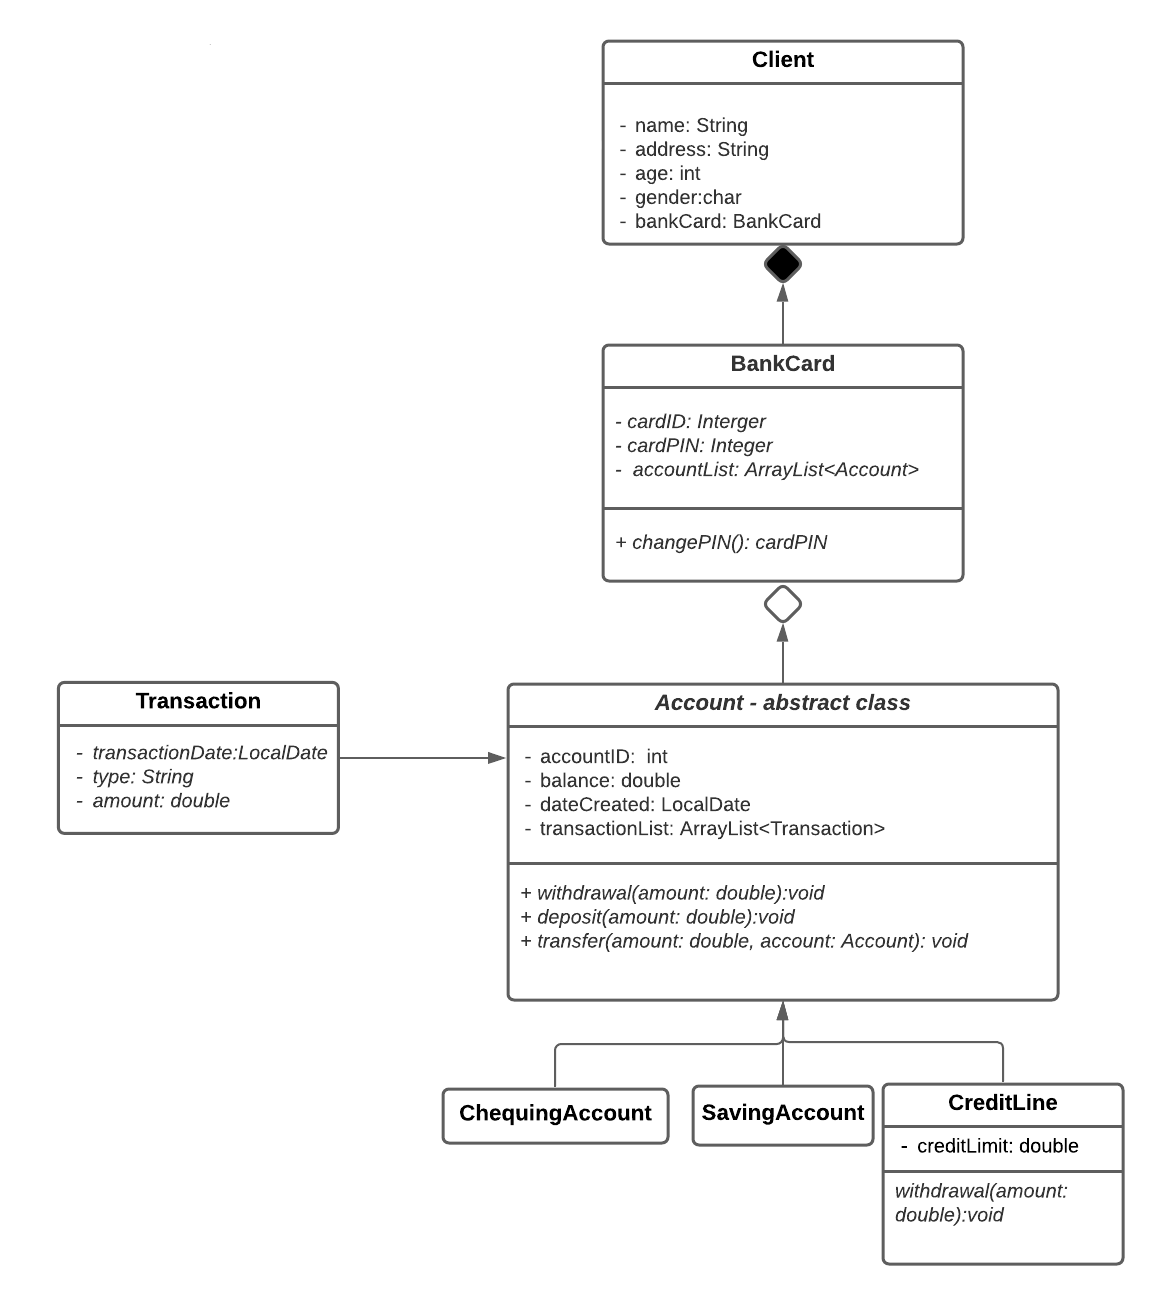 Client
- name: String
- address: String
- age: int
- gender:char
- bankCard: BankCard
BankCard
- cardID: Interger
- cardPIN: Integer
- accountList: ArrayList<Account>
+ changePIN(): cardPIN
Transaction
- transactionDate:LocalDate
- type: String
- amount: double
Account - abstract class
- accountID:  int
- balance: double
- dateCreated: LocalDate
- transactionList: ArrayList<Transaction>
+ withdrawal(amount: double):void
+ deposit(amount: double):void
+ transfer(amount: double, account: Account): void
ChequingAccount
SavingAccount
CreditLine
- creditLimit: double
withdrawal(amount:
double):void